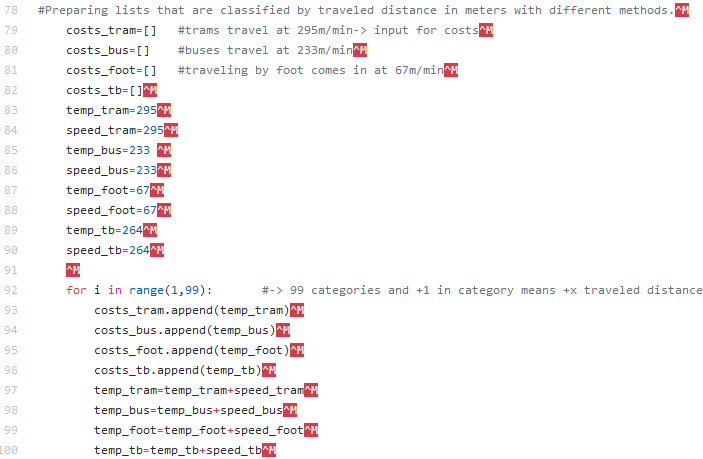 78 #Preparing lists that are classified by traveled distance in meters with different methods.^M
79 costs_tram=[] #trams travel at 295m/min-> input for costs^M
80 costs_bus=[] #buses travel at 233m/min^M
81 costs_foot=[] #traveling by foot comes in at 67m/min^M
82 costs_tb=[]^M
83 temp_tram=295^M
84 speed_tram=295^M
85 temp_bus=233 ^M
86 speed_bus=233^M
87 temp_foot=67^M
88 speed_foot=67^M
89 temp_tb=264^M
90 speed_tb=264^M
91 ^M
92 for i in range(1,99): #-> 99 categories and +1 in category means +x traveled distance
93 costs_tram.append(temp_tram)^M
94 costs_bus.append(temp_bus)^M
95 costs_foot.append(temp_foot)^M
96 costs_tb.append(temp_tb)^M
97 temp_tram=temp_tram+speed_tram^M
98 temp_bus=temp_bus+speed_bus^M
99 temp_foot=temp_foot+speed_foot^M
100 temp_tb=temp_tb+speed_tb^M